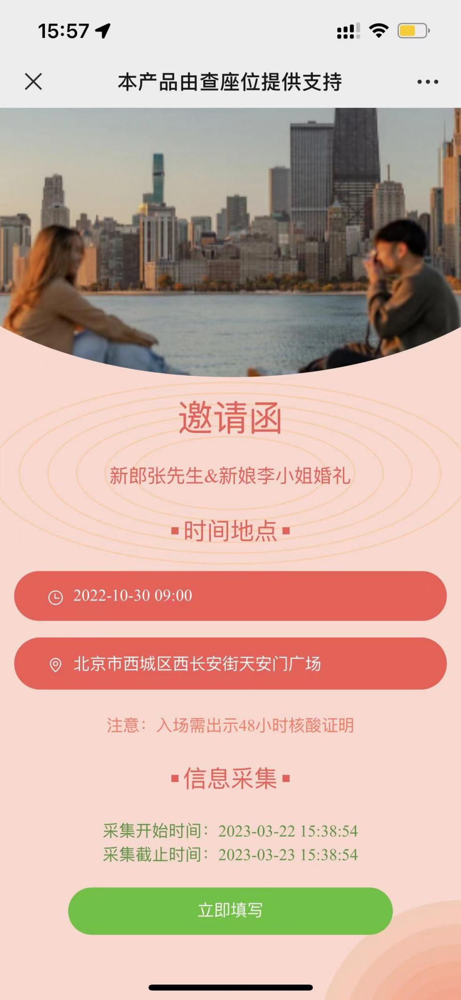 15:57
本产品由查座位提供支持
邀请函
新郎张先生&新娘李小姐婚礼
时间地点
2022-10-30 09:00
北京市西城区西长安街天安门广场
注意：入场需出示48小时核酸证明
信息采集
采集开始时间：2023-03-22 15:38:54
采集截止时间：2023-03-23 15:38:54
立即填写